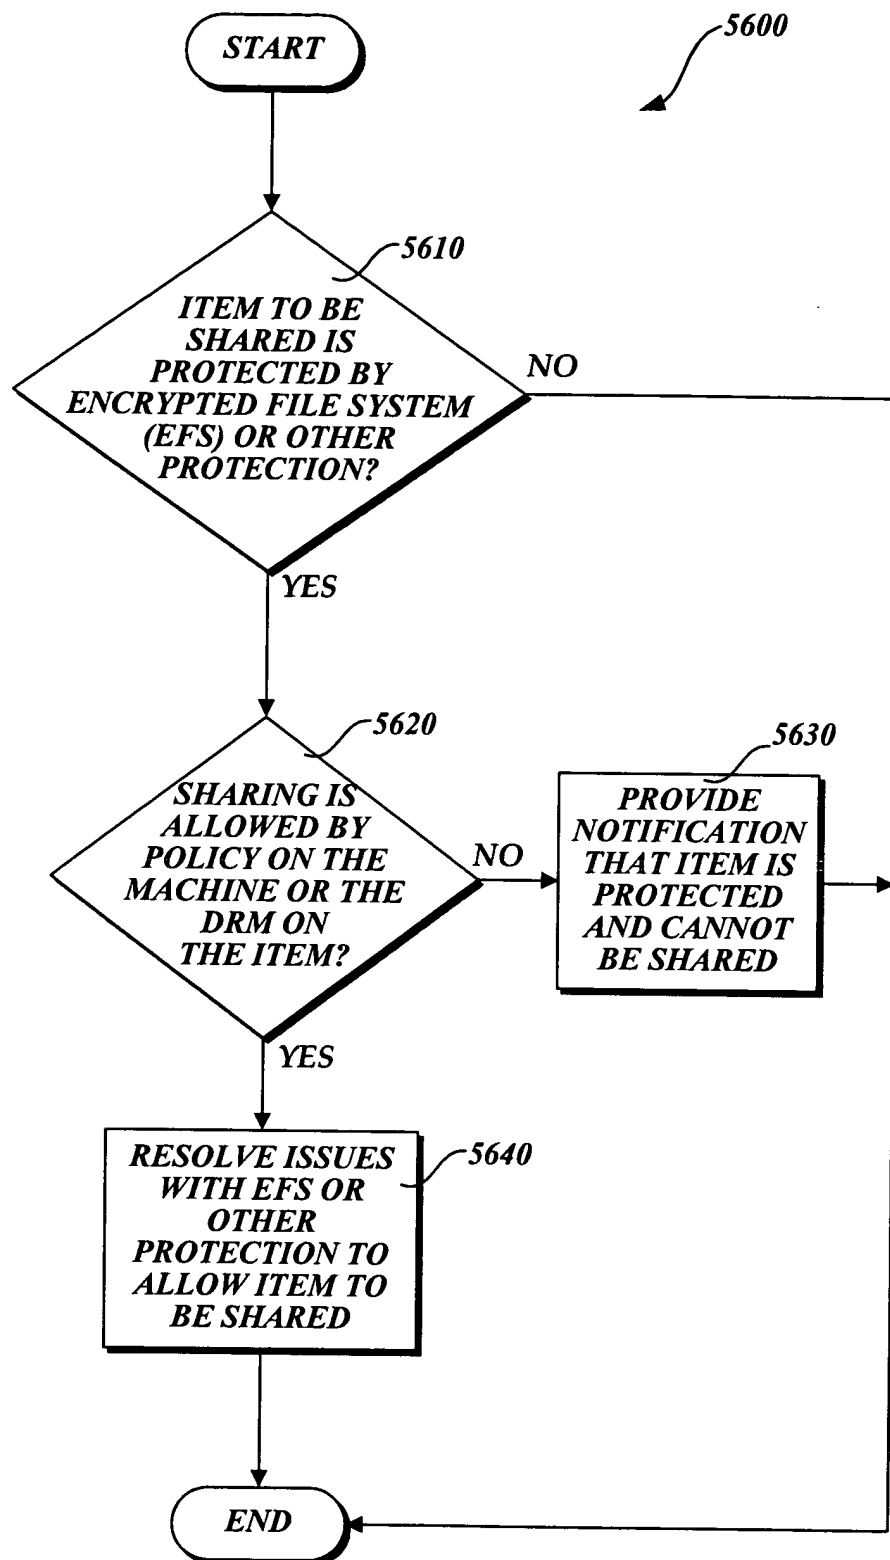 START
5600
5610
ITEM TO BE
SHARED IS
PROTECTED BY
ENCRYPTED FILE SYSTEM
(EFS) OR OTHER
PROTECTION?
NO
YES
5620
SHARING IS
ALLOWED BY
POLICY ON THE
MACHINE OR THE
DRM ON
THE ITEM?
NO
5630
PROVIDE
NOTIFICATION
THAT ITEM IS
PROTECTED
AND CANNOT
BE SHARED
YES
5640
RESOLVE ISSUES
WITH EFS OR
OTHER
PROTECTION TO
ALLOW ITEM TO
BE SHARED
END